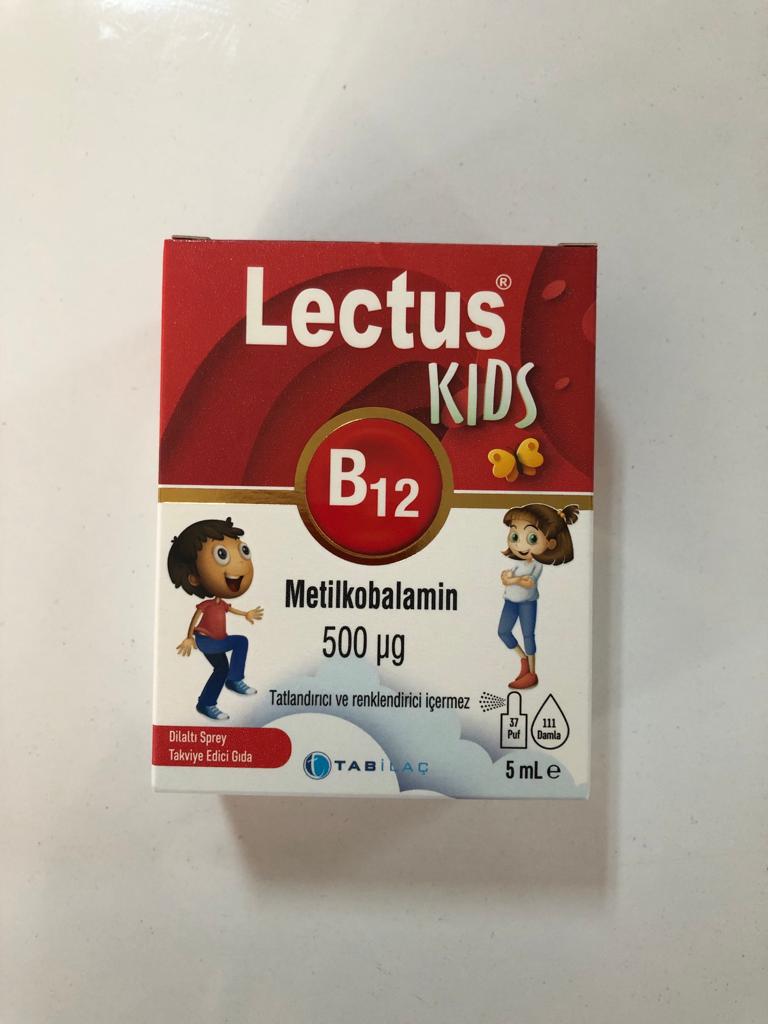 Lectus®
KIDS
B12
Metilkobalamin
500 µg
Tatlandırıcı ve renklendirici içermez
37
Puf
111
Damla
Dilaltı Sprey
Takviye Edici Gıda
TABİLAÇ
5 mL ℮